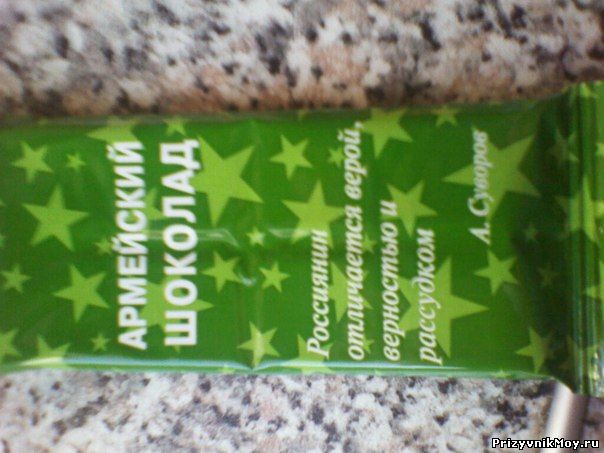 АРМЕЙСКИЙ
ШОКОЛАД
Россиянин
отличается верой,
верностью и
рассудком
А. Суворов
PrizyvnikMoy.ru